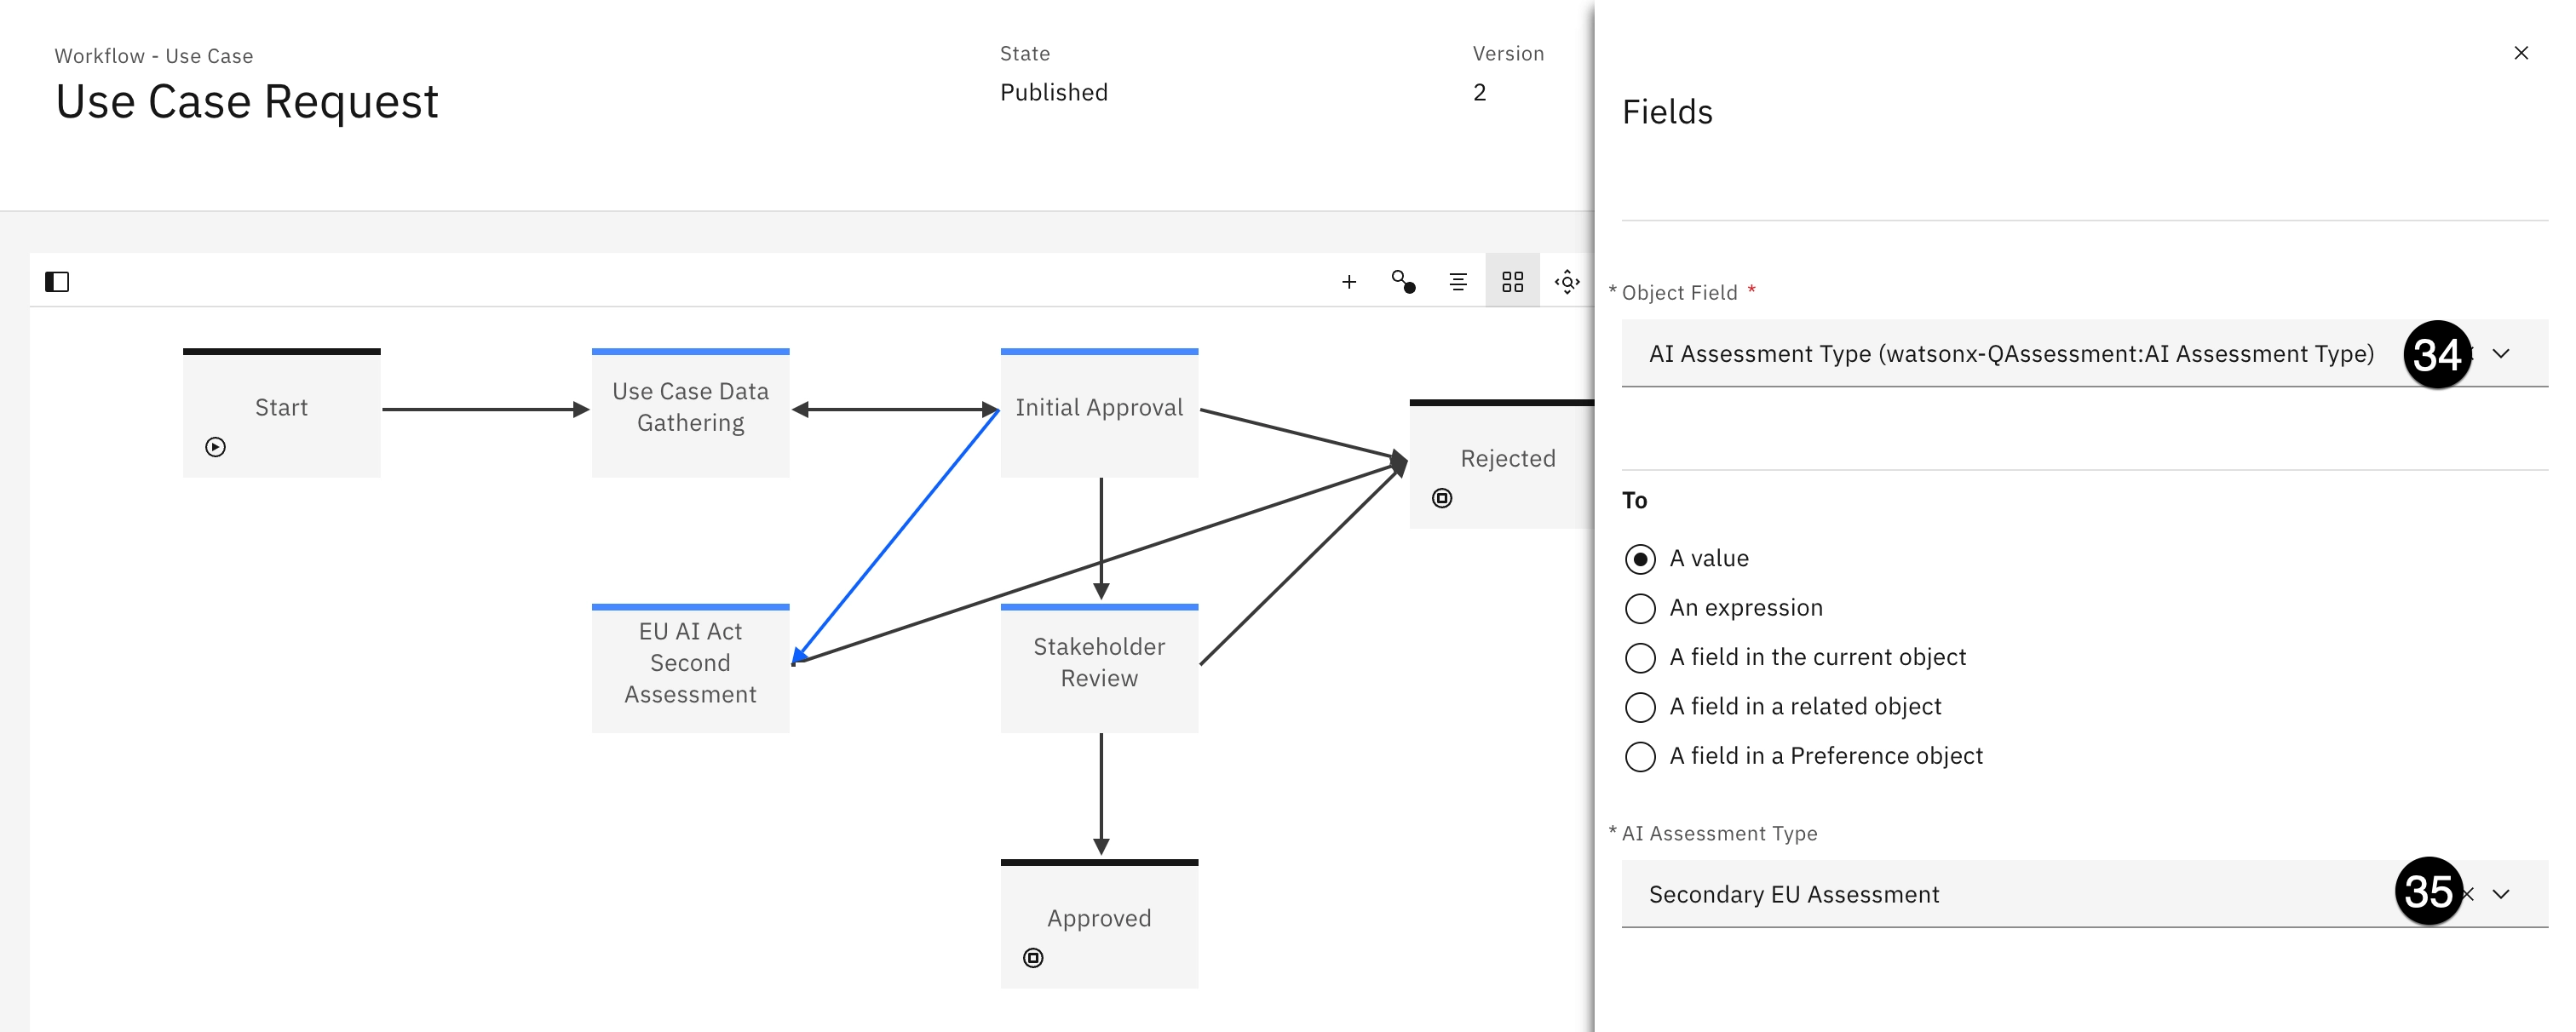 Workflow - Use Case
Use Case Request
State
Published
Version
2
Start
Use Case Data
Gathering
Initial Approval
Rejected
EU AI Act
Second
Assessment
Stakeholder
Review
Approved
Fields
* Object Field *
AI Assessment Type (watsonx-QAssessment:AI Assessment Type)
34
To
A value
An expression
A field in the current object
A field in a related object
A field in a Preference object
* AI Assessment Type
Secondary EU Assessment
35